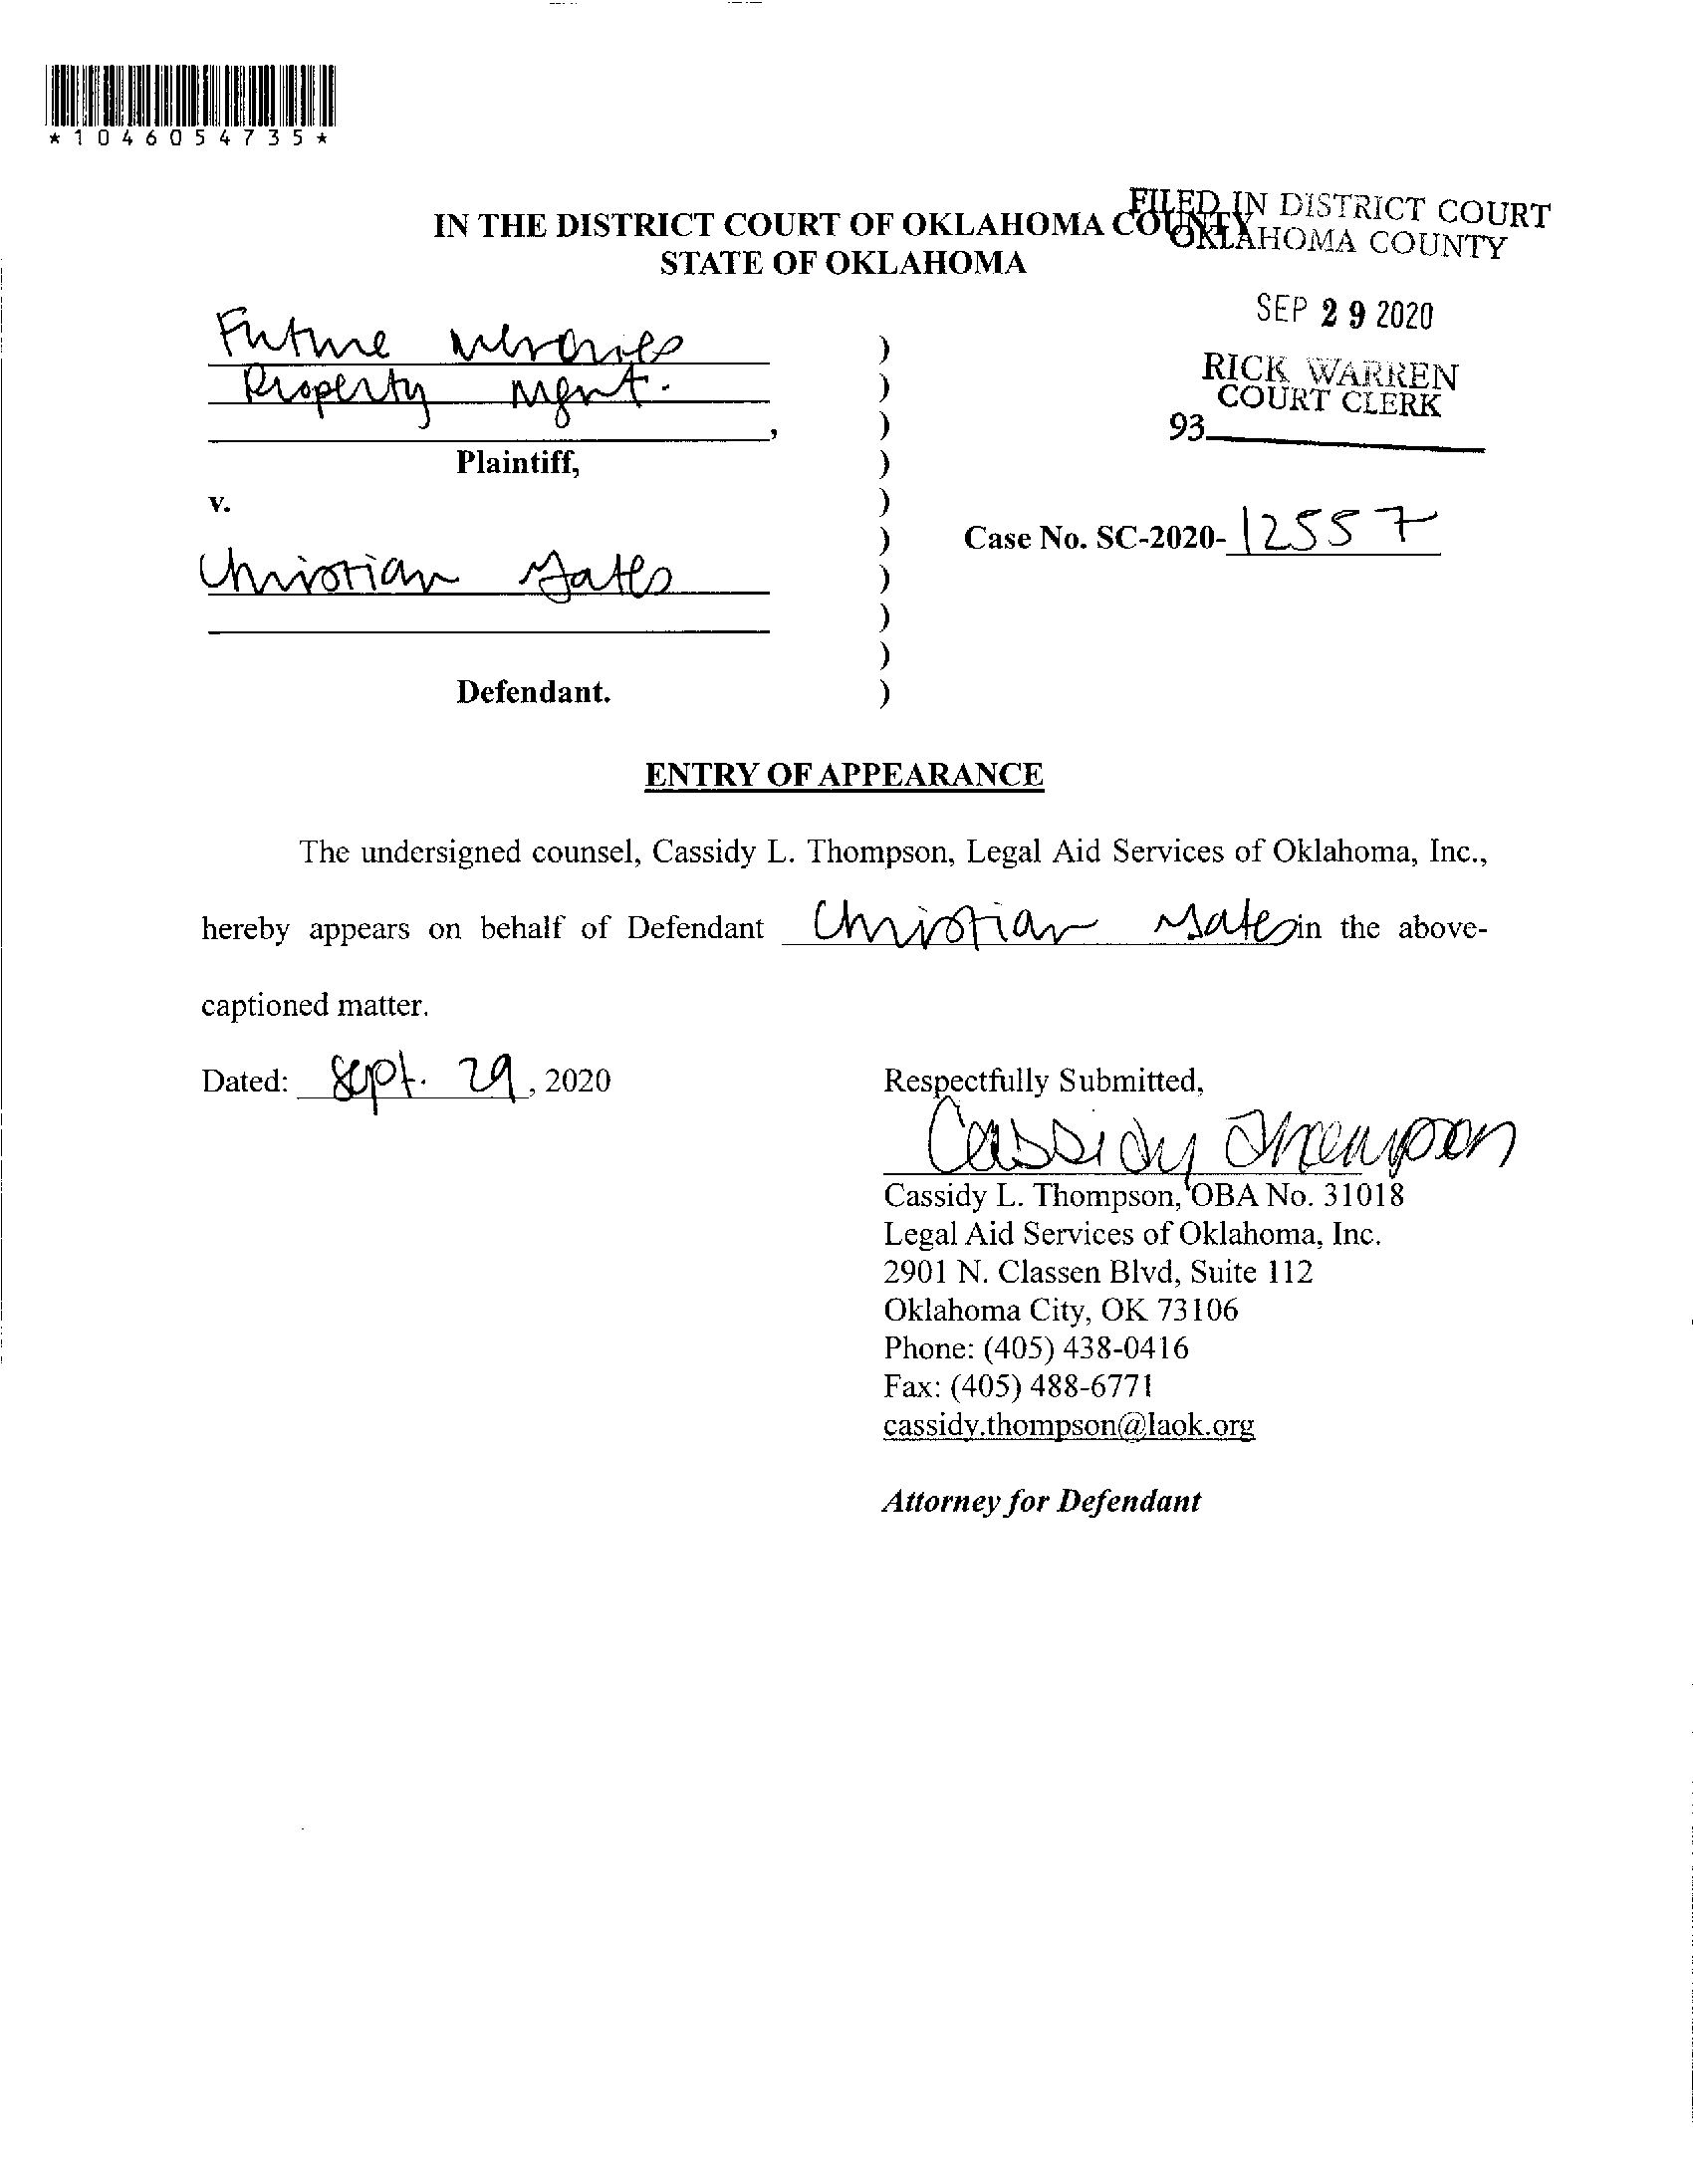 *1046054735*
IN THE DISTRICT COURT OF OKLAHOMA COUNTY
STATE OF OKLAHOMA
FILED IN DISTRICT COURT
OKLAHOMA COUNTY
SEP 29 2020
RICK WARREN
COURT CLERK
93
Future
Property Mgmt.
,
Plaintiff,
v.
Case No. SC-2020-12557
Christian Yates
Defendant.
)
)
)
)
)
)
)
)
)
)
ENTRY OF APPEARANCE
The undersigned counsel, Cassidy L. Thompson, Legal Aid Services of Oklahoma, Inc.,
hereby appears on behalf of Defendant Christian Yates in the above-
captioned matter.
Dated: Sept. 29, 2020
Respectfully Submitted,
Cassidy Thompson
Cassidy L. Thompson, OBA No. 31018
Legal Aid Services of Oklahoma, Inc.
2901 N. Classen Blvd, Suite 112
Oklahoma City, OK 73106
Phone: (405) 438-0416
Fax: (405) 488-6771
cassidy.thompson@laok.org
Attorney for Defendant